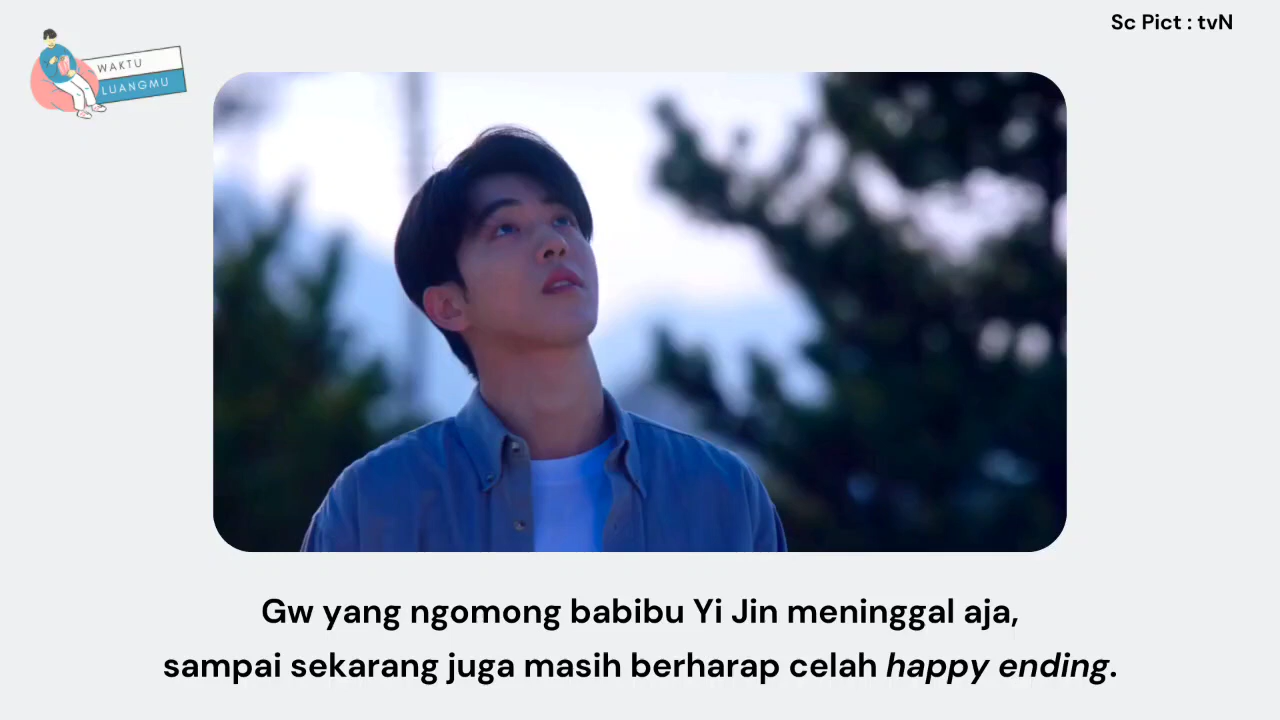 Sc Pict : tvN
WAKTU
LUANGMU
Gw yang ngomong babibu Yi Jin meninggal aja,
sampai sekarang juga masih berharap celah happy ending.